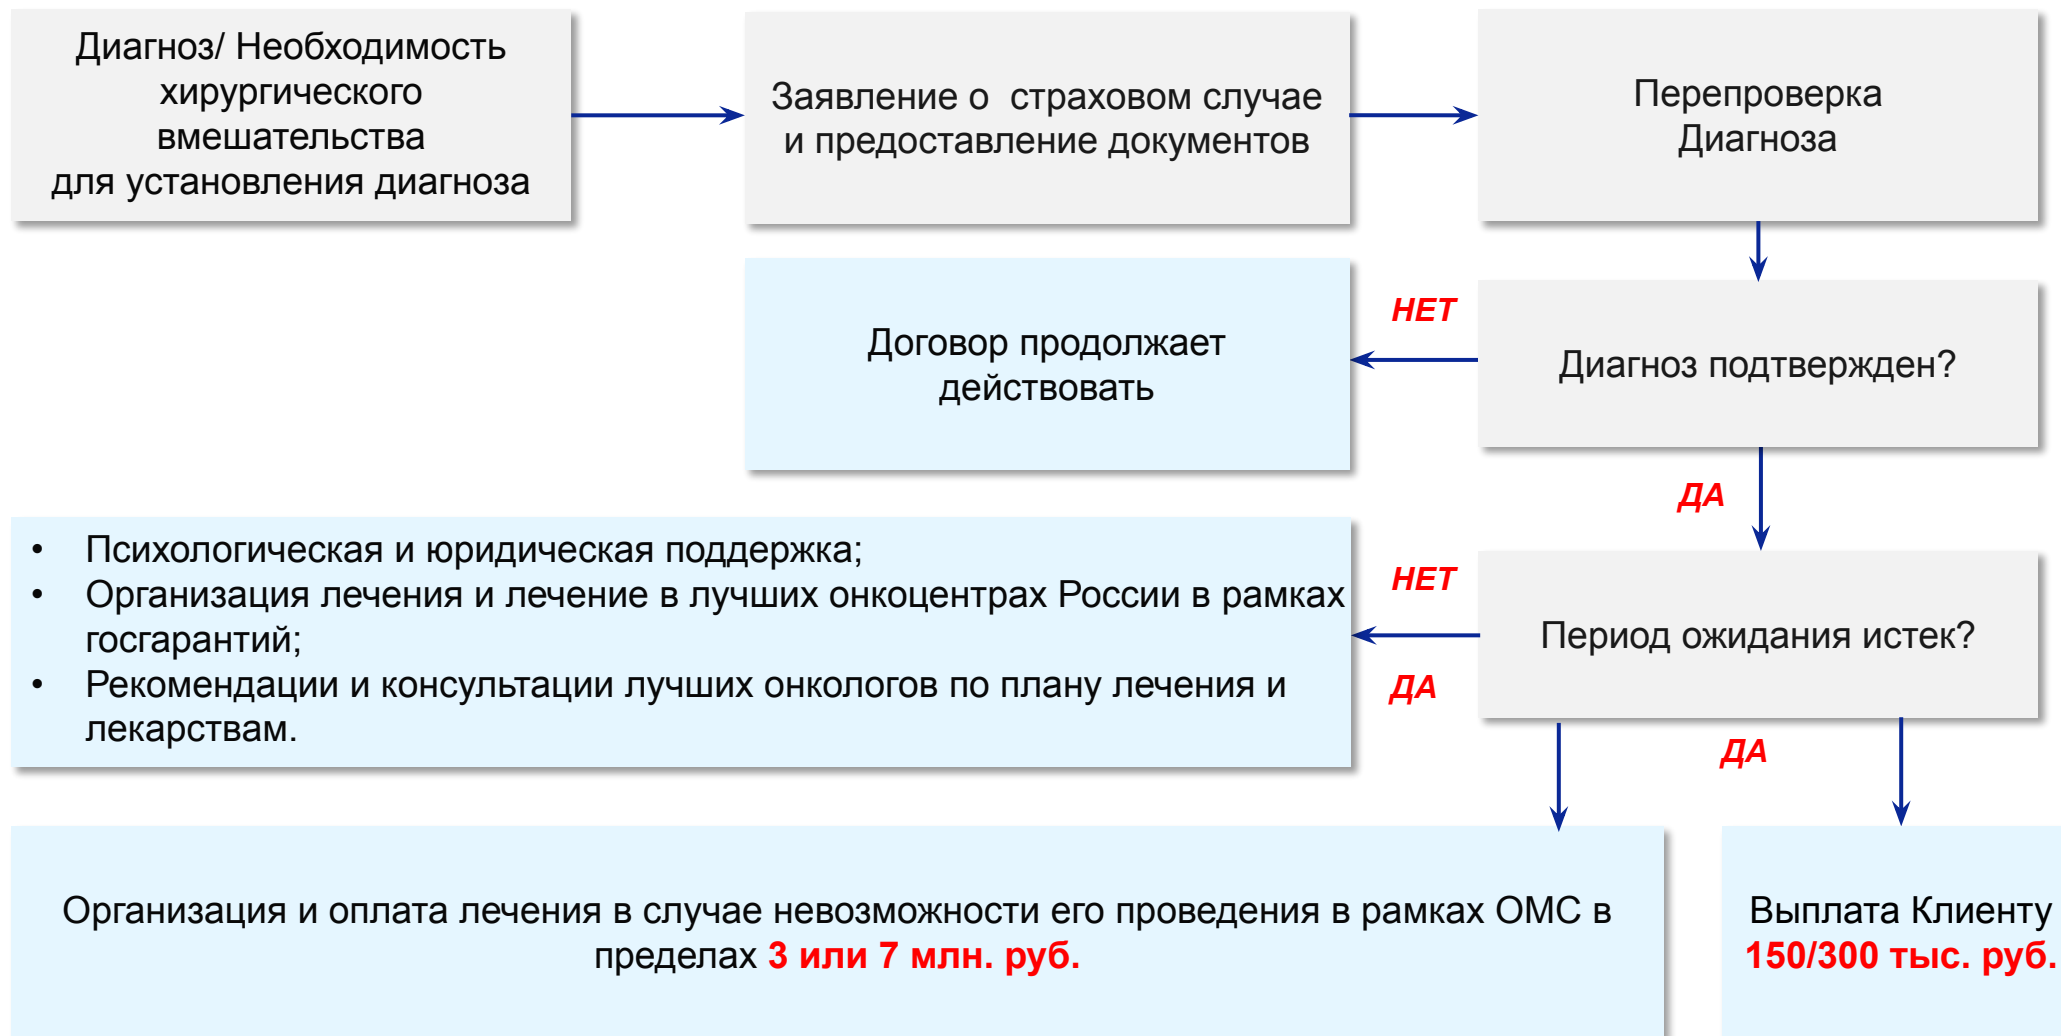 Диагноз/ Необходимость
хирургического
вмешательства
для установления диагноза
Заявление о страховом случае
и предоставление документов
Перепроверка
Диагноза
Договор продолжает
действовать
НЕТ
Диагноз подтвержден?
ДА
• Психологическая и юридическая поддержка;
• Организация лечения и лечение в лучших онкоцентрах России в рамках
госгарантий;
• Рекомендации и консультации лучших онкологов по плану лечения и
лекарствам.
НЕТ
ДА
Период ожидания истек?
ДА
Организация и оплата лечения в случае невозможности его проведения в рамках ОМС в
пределах 3 или 7 млн. руб.
Выплата Клиенту
150/300 тыс. руб.